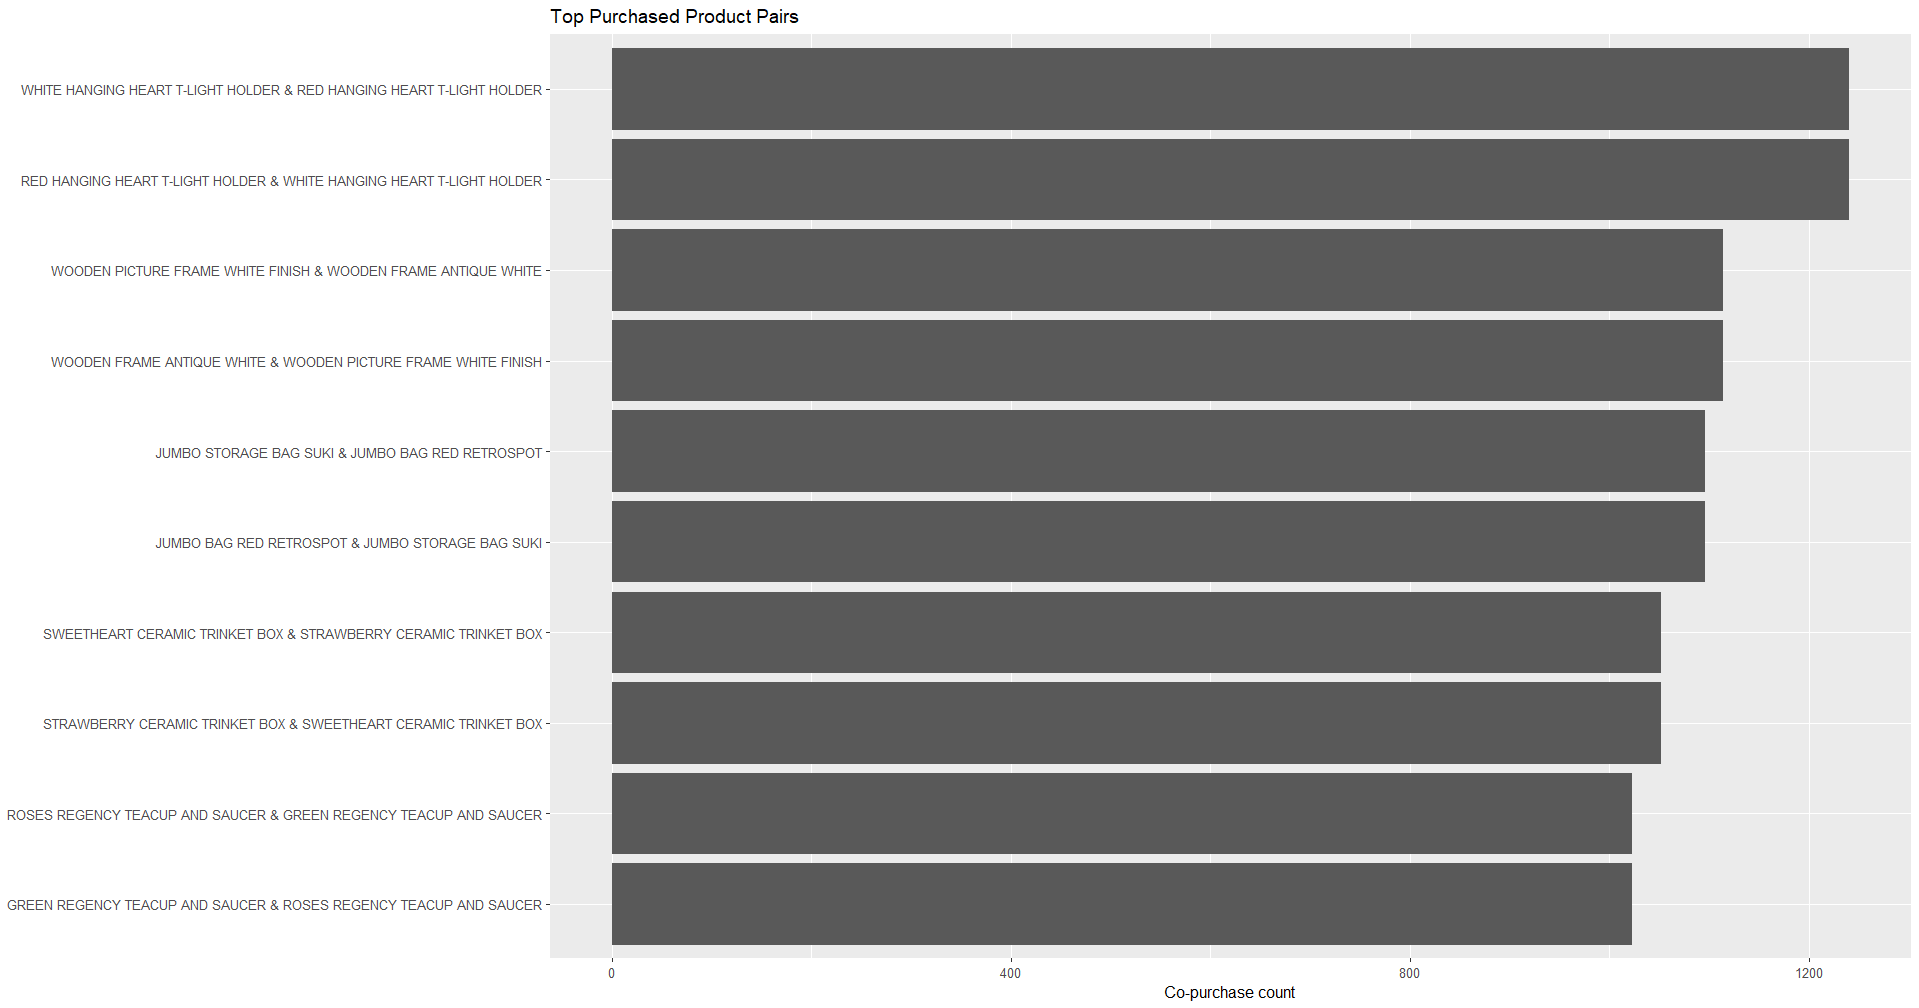 Top Purchased Product Pairs
WHITE HANGING HEART T-LIGHT HOLDER & RED HANGING HEART T-LIGHT HOLDER
RED HANGING HEART T-LIGHT HOLDER & WHITE HANGING HEART T-LIGHT HOLDER
WOODEN PICTURE FRAME WHITE FINISH & WOODEN FRAME ANTIQUE WHITE
WOODEN FRAME ANTIQUE WHITE & WOODEN PICTURE FRAME WHITE FINISH
JUMBO STORAGE BAG SUKI & JUMBO BAG RED RETROSPOT
JUMBO BAG RED RETROSPOT & JUMBO STORAGE BAG SUKI
SWEETHEART CERAMIC TRINKET BOX & STRAWBERRY CERAMIC TRINKET BOX
STRAWBERRY CERAMIC TRINKET BOX & SWEETHEART CERAMIC TRINKET BOX
ROSES REGENCY TEACUP AND SAUCER & GREEN REGENCY TEACUP AND SAUCER
GREEN REGENCY TEACUP AND SAUCER & ROSES REGENCY TEACUP AND SAUCER
0 400 800 1200
Co-purchase count